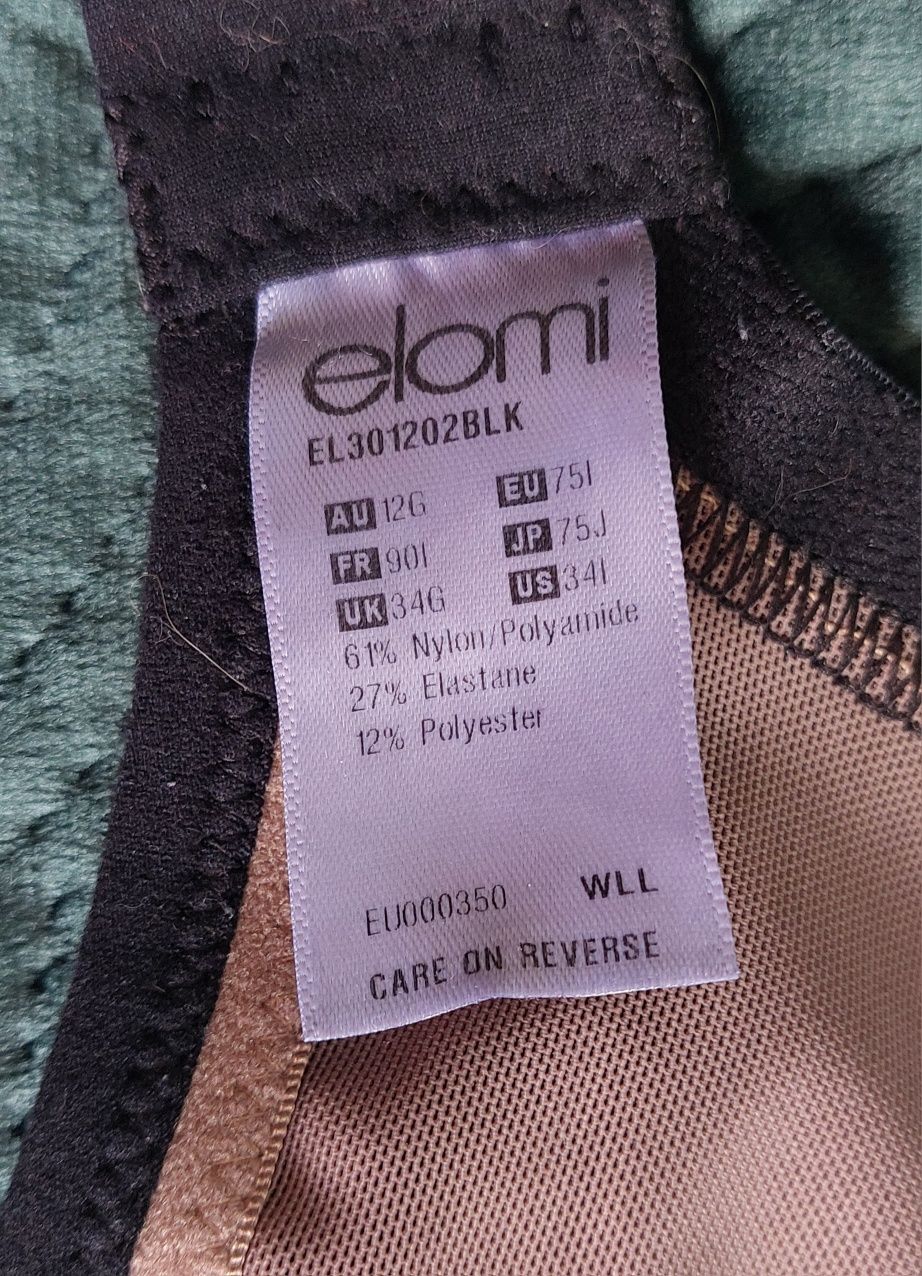 elomi
EL301202BLK
AU 12G EU 75I
FR 90I JP 75J
UK 34G US 34I
61% Nylon/Polyamide
27% Elastane
12% Polyester
EU000350 WLL
CARE ON REVERSE